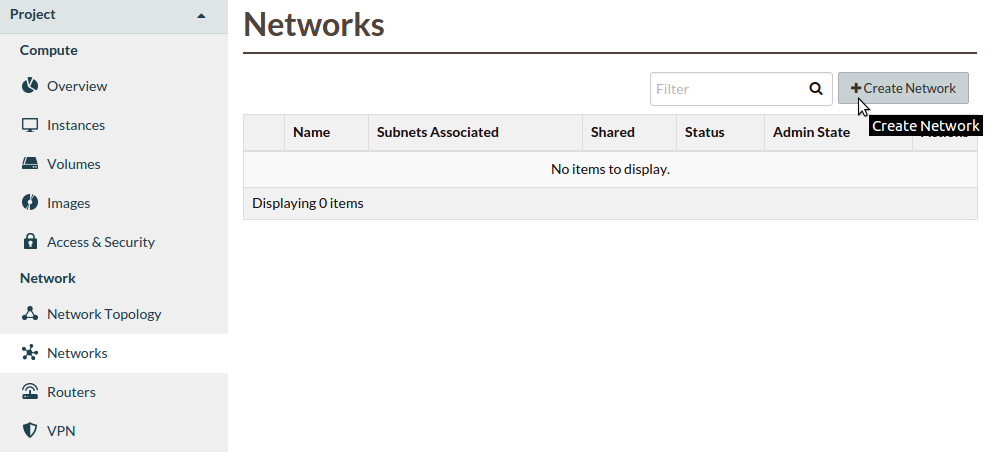 Project
Compute
Overview
Instances
Volumes
Images
Access & Security
Network
Network Topology
Networks
Routers
VPN
Networks
Filter
Create Network
Create Network
Name Subnets Associated Shared Status Admin State Actions
No items to display.
Displaying 0 items